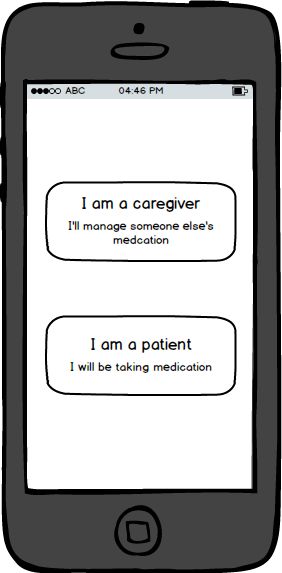 ABC 04:46 PM
I am a caregiver
I'll manage someone else's
medcation
I am a patient
I will be taking medication